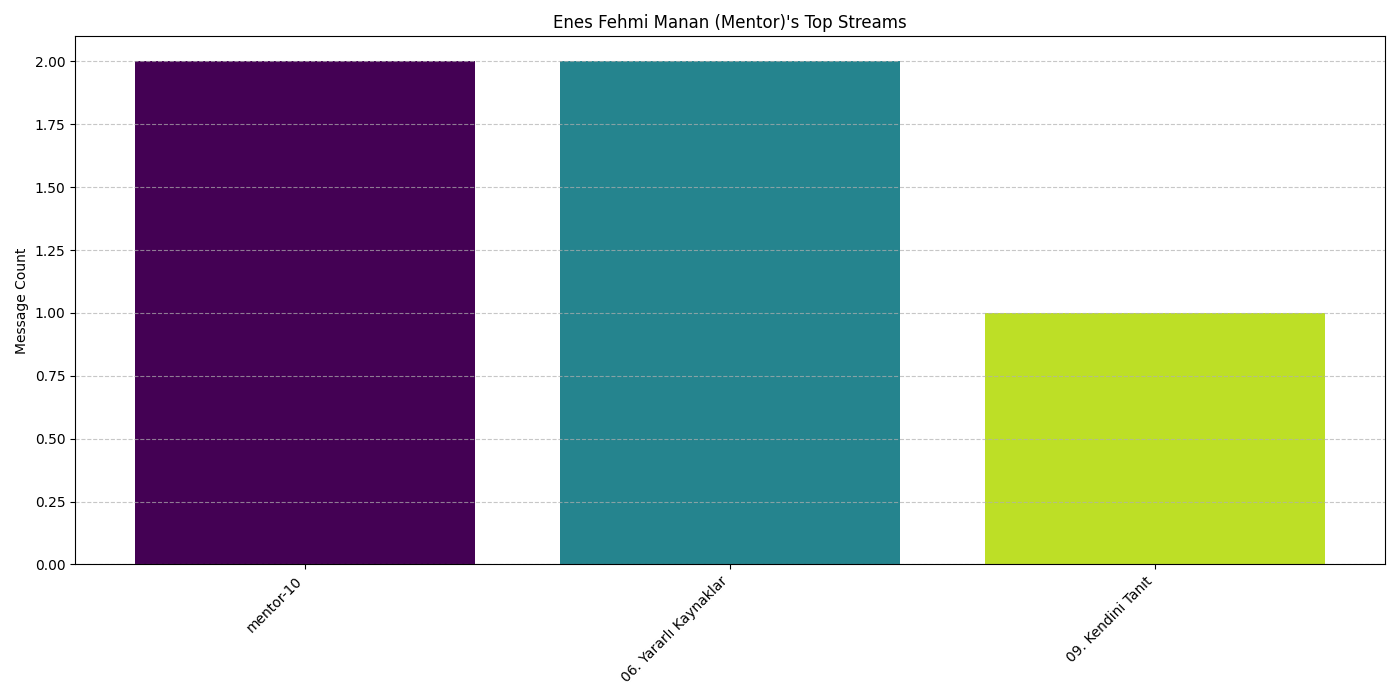 Enes Fehmi Manan (Mentor)'s Top Streams
Message Count
2.00
1.75
1.50
1.25
1.00
0.75
0.50
0.25
0.00
mentor-10
06. Yararlı Kaynaklar
09. Kendini Tanıt